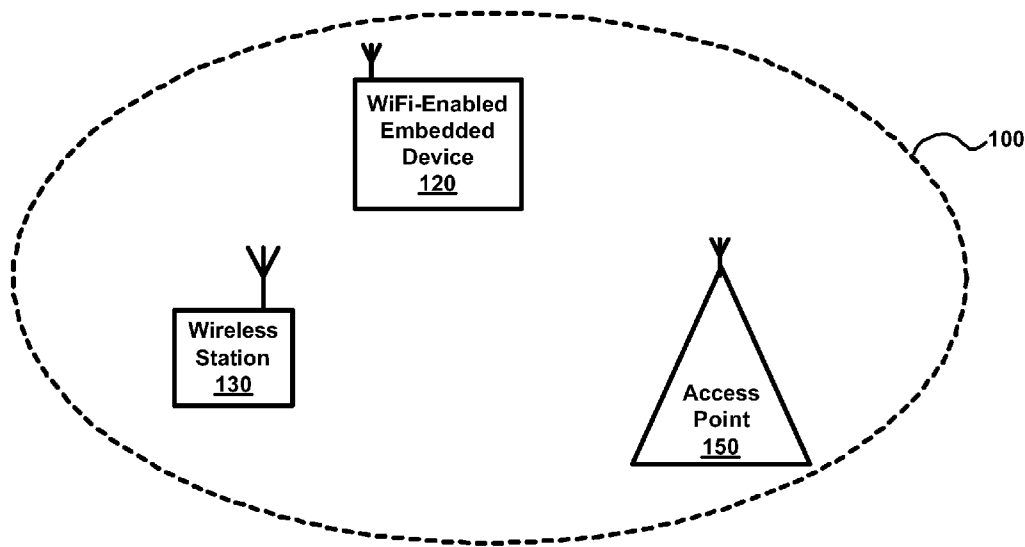 WiFi-Enabled
Embedded
Device
120
100
Wireless
Station
130
Access
Point
150